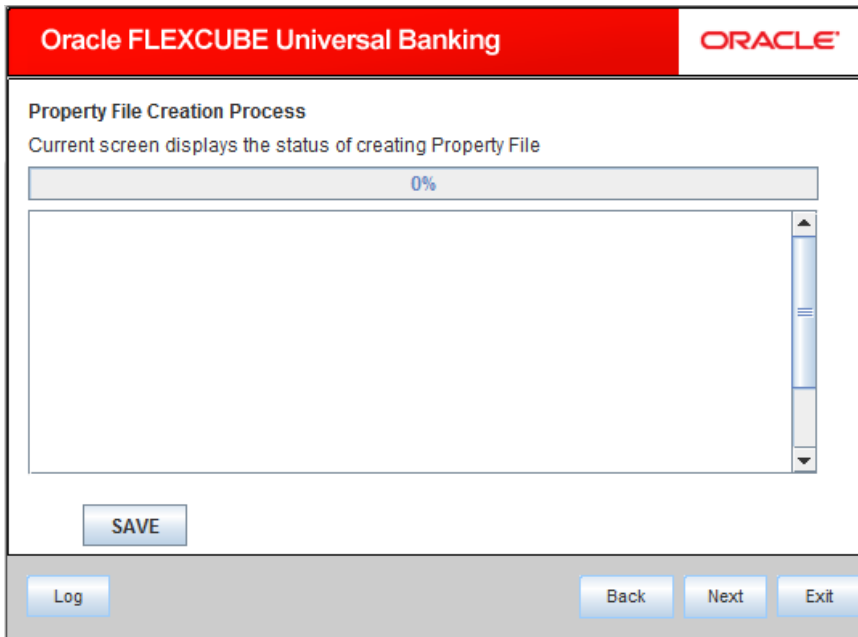 Oracle FLEXCUBE Universal Banking
ORACLE
Property File Creation Process
Current screen displays the status of creating Property File
0%
SAVE
Log
Back
Next
Exit